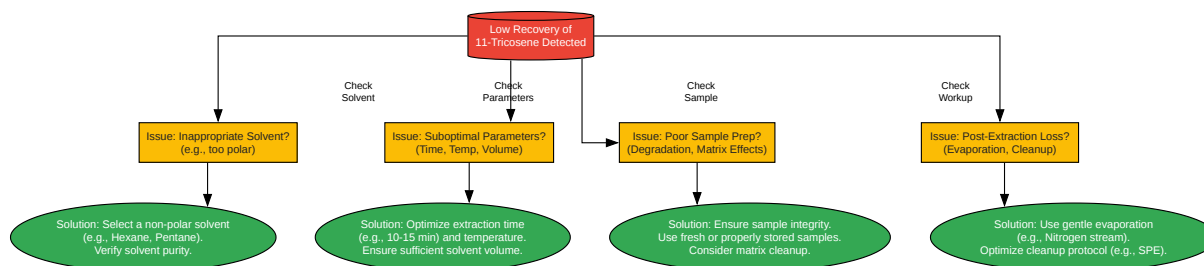 Low Recovery of
11-Tricosene Detected
Check
Solvent
Check
Parameters
Check
Sample
Check
Workup
Issue: Inappropriate Solvent?
(e.g., too polar)
Issue: Suboptimal Parameters?
(Time, Temp, Volume)
Issue: Poor Sample Prep?
(Degradation, Matrix Effects)
Issue: Post-Extraction Loss?
(Evaporation, Cleanup)
Solution: Select a non-polar solvent
(e.g., Hexane, Pentane).
Verify solvent purity.
Solution: Optimize extraction time
(e.g., 10-15 min) and temperature.
Ensure sufficient solvent volume.
Solution: Ensure sample integrity.
Use fresh or properly stored samples.
Consider matrix cleanup.
Solution: Use gentle evaporation
(e.g., Nitrogen stream).
Optimize cleanup protocol (e.g., SPE).